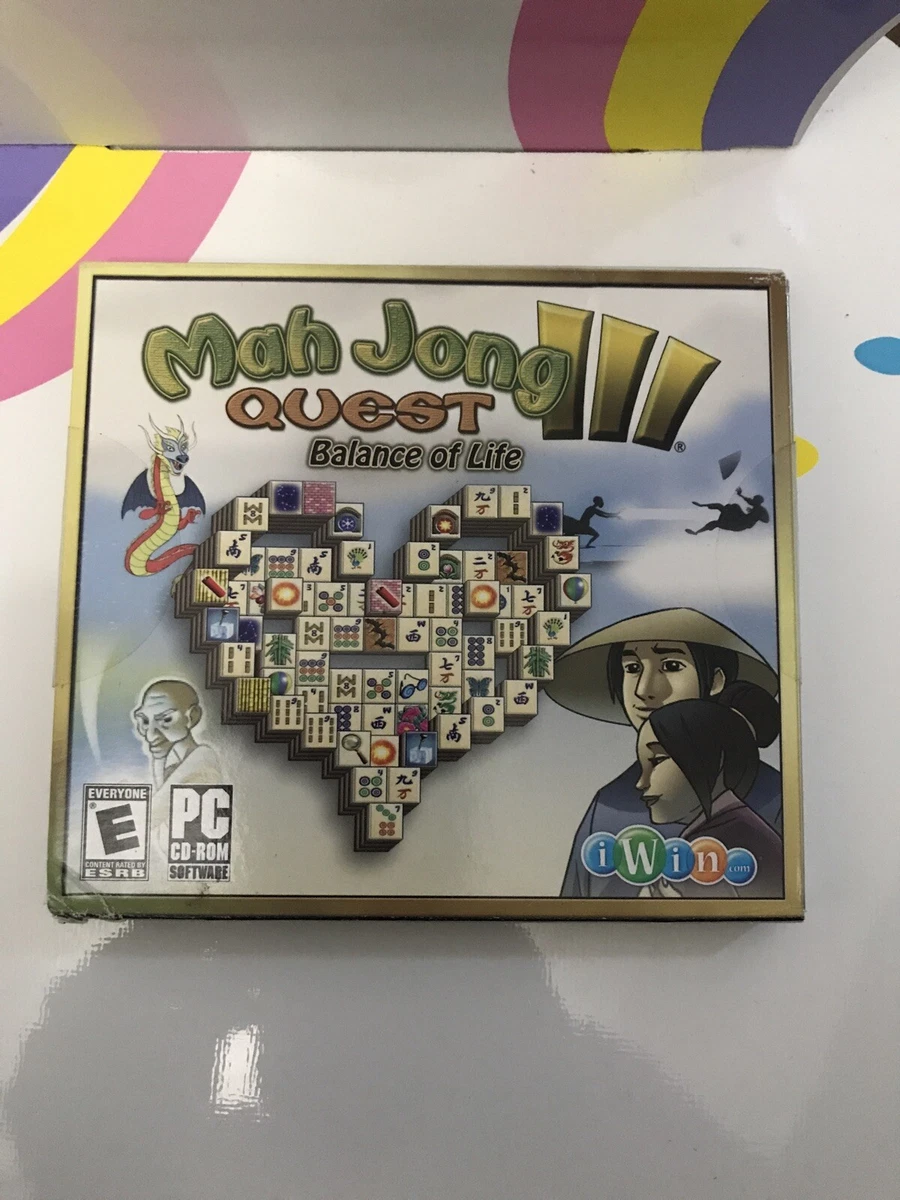 Mah Jong III
QUEST
®
Balance of Life
EVERYONE
®
E
CONTENT RATED BY
ESRB
PC
CD-ROM
SOFTWARE
iWin.com